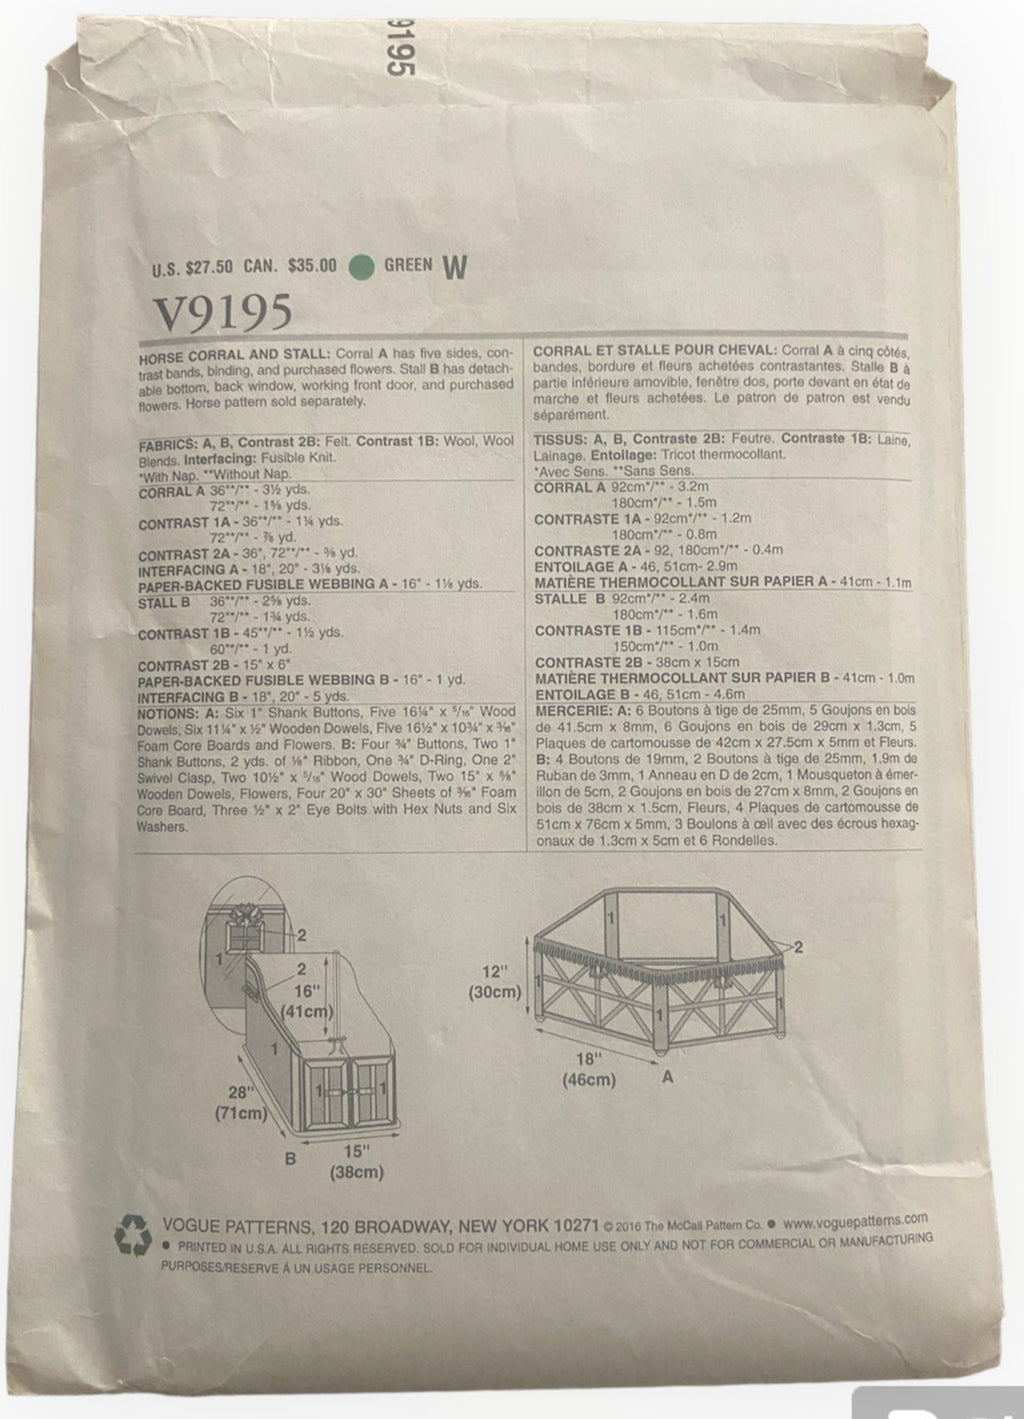 9195
U.S. $27.50 CAN. $35.00 GREEN W
V9195
HORSE CORRAL AND STALL: Corral A has five sides, con-
trast bands, binding, and purchased flowers. Stall B has detach-
able bottom, back window, working front door, and purchased
flowers. Horse pattern sold separately.
FABRICS: A, B, Contrast 2B: Felt. Contrast 1B: Wool, Wool
Blends. Interfacing: Fusible Knit.
*With Nap. **Without Nap.
CORRAL A 36"*/** - 3½ yds.
72"*/** - 1⅝ yds.
CONTRAST 1A - 36"*/** - 1¼ yds.
72"*/** - ⅞ yd.
CONTRAST 2A - 36", 72"*/** - ⅜ yd.
INTERFACING A - 18", 20" - 3⅛ yds.
PAPER-BACKED FUSIBLE WEBBING A - 16" - 1⅛ yds.
STALL B 36"*/** - 2⅝ yds.
72"*/** - 1¾ yds.
CONTRAST 1B - 45"*/** - 1½ yds.
60"*/** - 1 yd.
CONTRAST 2B - 15" x 6"
PAPER-BACKED FUSIBLE WEBBING B - 16" - 1 yd.
INTERFACING B - 18", 20" - 5 yds.
NOTIONS: A: Six 1" Shank Buttons, Five 16¼" x 5/16" Wood
Dowels, Six 11¼" x ½" Wooden Dowels, Five 16½" x 10¾" x 3/16"
Foam Core Boards and Flowers. B: Four ¾" Buttons, Two 1"
Shank Buttons, 2 yds. of ⅛" Ribbon, One ¾" D-Ring, One 2"
Swivel Clasp, Two 10½" x 5/16" Wood Dowels, Two 15" x ⅝"
Wooden Dowels, Flowers, Four 20" x 30" Sheets of 3/16" Foam
Core Board, Three ½" x 2" Eye Bolts with Hex Nuts and Six
Washers.
CORRAL ET STALLE POUR CHEVAL: Corral A à cinq côtés,
bandes, bordure et fleurs achetées contrastantes. Stalle B à
partie inférieure amovible, fenêtre dos, porte devant en état de
marche et fleurs achetées. Le patron de patron est vendu
séparément.
TISSUS: A, B, Contraste 2B: Feutre. Contraste 1B: Laine,
Lainage. Entoilage: Tricot thermocollant.
*Avec Sens. **Sans Sens.
CORRAL A 92cm*/** - 3.2m
180cm*/** - 1.5m
CONTRASTE 1A - 92cm*/** - 1.2m
180cm*/** - 0.8m
CONTRASTE 2A - 92, 180cm*/** - 0.4m
ENTOILAGE A - 46, 51cm- 2.9m
MATIÈRE THERMOCOLLANT SUR PAPIER A - 41cm - 1.1m
STALLE B 92cm*/** - 2.4m
180cm*/** - 1.6m
CONTRASTE 1B - 115cm*/** - 1.4m
150cm*/** - 1.0m
CONTRASTE 2B - 38cm x 15cm
MATIÈRE THERMOCOLLANT SUR PAPIER B - 41cm - 1.0m
ENTOILAGE B - 46, 51cm - 4.6m
MERCERIE: A: 6 Boutons à tige de 25mm, 5 Goujons en bois
de 41.5cm x 8mm, 6 Goujons en bois de 29cm x 1.3cm, 5
Plaques de cartomousse de 42cm x 27.5cm x 5mm et Fleurs.
B: 4 Boutons de 19mm, 2 Boutons à tige de 25mm, 1.9m de
Ruban de 3mm, 1 Anneau en D de 2cm, 1 Mousqueton à émer-
illon de 5cm, 2 Goujons en bois de 27cm x 8mm, 2 Goujons en
bois de 38cm x 1.5cm, Fleurs, 4 Plaques de cartomousse de
51cm x 76cm x 5mm, 3 Boulons à œil avec des écrous hexag-
onaux de 1.3cm x 5cm et 6 Rondelles.
2
1
2
16"
(41cm)
1
1
1
28"
(71cm)
15"
(38cm)
B
1
1
2
12"
(30cm)
1
1
1
18"
(46cm)
A
VOGUE PATTERNS, 120 BROADWAY, NEW YORK 10271 © 2016 The McCall Pattern Co. ● www.voguepatterns.com
● PRINTED IN U.S.A. ALL RIGHTS RESERVED. SOLD FOR INDIVIDUAL HOME USE ONLY AND NOT FOR COMMERCIAL OR MANUFACTURING
PURPOSES/RESERVE Á UN USAGE PERSONNEL.